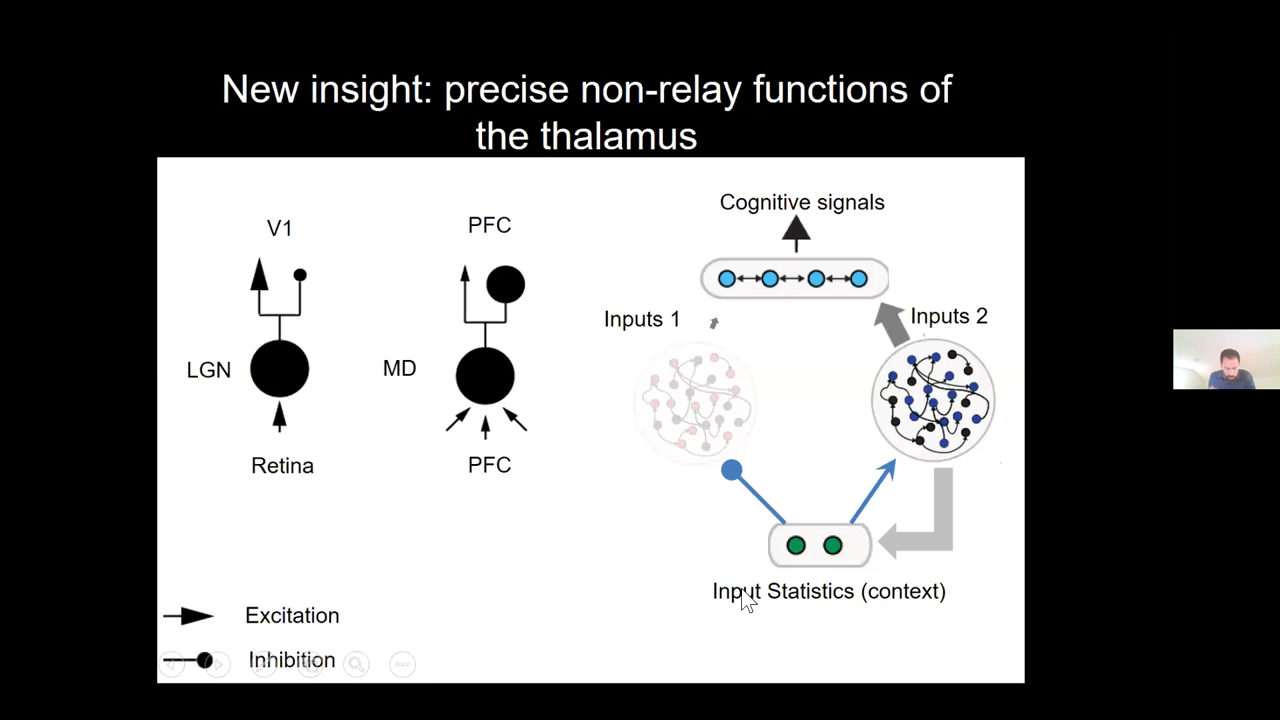 New insight: precise non-relay functions of
the thalamus
V1
PFC
LGN
MD
Retina
PFC
Excitation
Inhibition
Cognitive signals
Inputs 1
Inputs 2
Input Statistics (context)